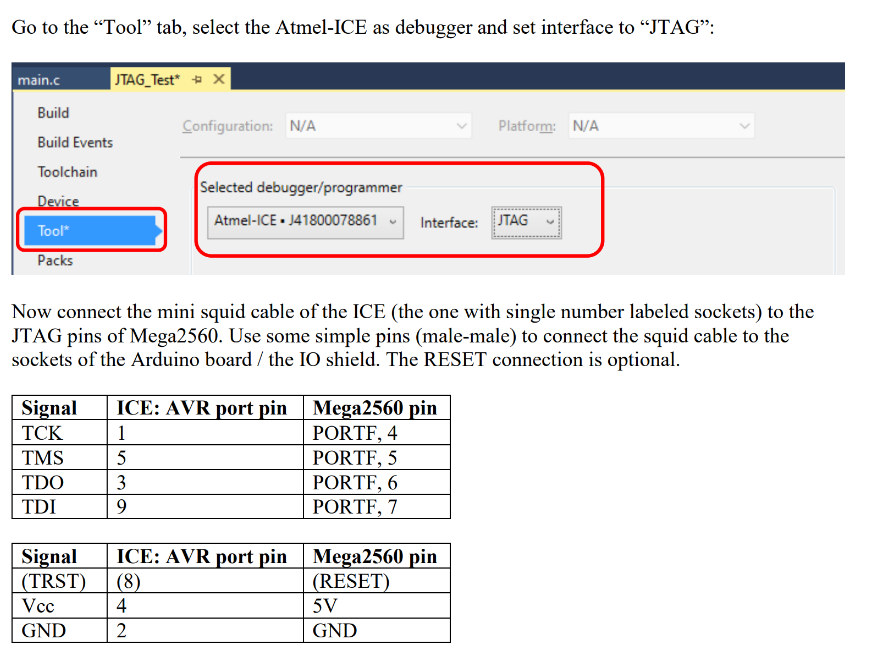 Go to the “Tool” tab, select the Atmel-ICE as debugger and set interface to “JTAG”:
main.c JTAG_Test*
Build
Configuration: N/A Platform: N/A
Build Events
Toolchain
Selected debugger/programmer
Device
Atmel-ICE • J41800078861 Interface: JTAG
Tool*
Packs
Now connect the mini squid cable of the ICE (the one with single number labeled sockets) to the
JTAG pins of Mega2560. Use some simple pins (male-male) to connect the squid cable to the
sockets of the Arduino board / the IO shield. The RESET connection is optional.
Signal ICE: AVR port pin Mega2560 pin
TCK 1 PORTF, 4
TMS 5 PORTF, 5
TDO 3 PORTF, 6
TDI 9 PORTF, 7
Signal ICE: AVR port pin Mega2560 pin
(TRST) (8) (RESET)
Vcc 4 5V
GND 2 GND